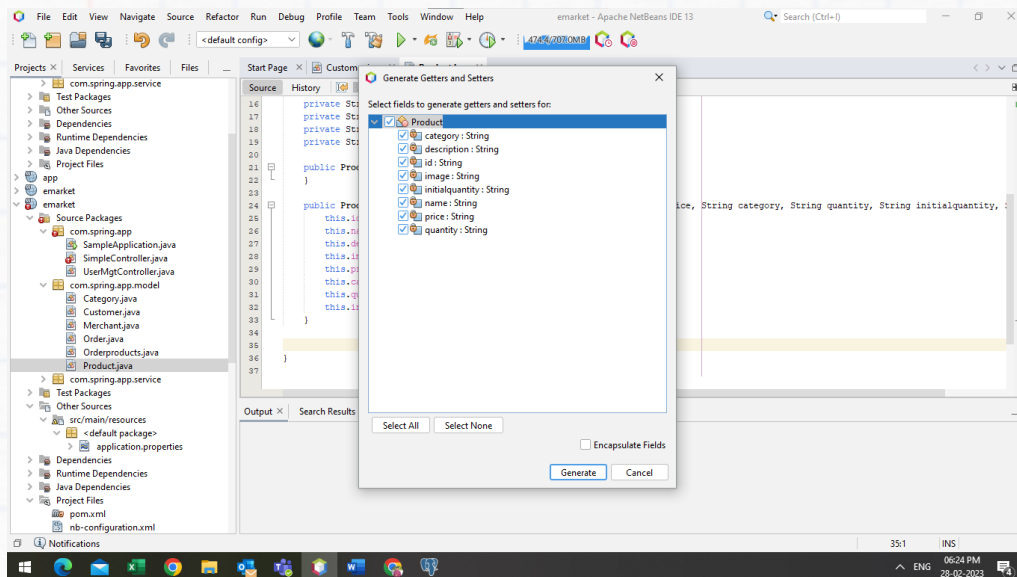 File Edit View Navigate Source Refactor Run Debug Profile Team Tools Window Help emarket - Apache NetBeans IDE 13 Search (Ctrl+I)
<default config> 474.4/707.0MB
Projects Services Favorites Files Start Page
Source History
com.spring.app.service
Test Packages
Other Sources
Dependencies
Runtime Dependencies
Java Dependencies
Project Files
app
emarket
emarket
Source Packages
com.spring.app
SampleApplication.java
SimpleController.java
UserMgtController.java
com.spring.app.model
Category.java
Customer.java
Merchant.java
Order.java
Orderproducts.java
Product.java
com.spring.app.service
Test Packages
Other Sources
src/main/resources
<default package>
application.properties
Dependencies
Runtime Dependencies
Java Dependencies
Project Files
pom.xml
nb-configuration.xml
16 private
17 private
18 private
19 private
20
21 public
22 }
23
24 public ice, String category, String quantity, String initialquantity,
25
26
27
28
29
30
31
32
33 }
34
35
36 }
37
Generate Getters and Setters
Select fields to generate getters and setters for:
Product
category : String
description : String
id : String
image : String
initialquantity : String
name : String
price : String
quantity : String
Select All Select None
Encapsulate Fields
Generate Cancel
Output Search Results
Notifications 35:1 INS
ENG 06:24 PM
28-02-2023 4